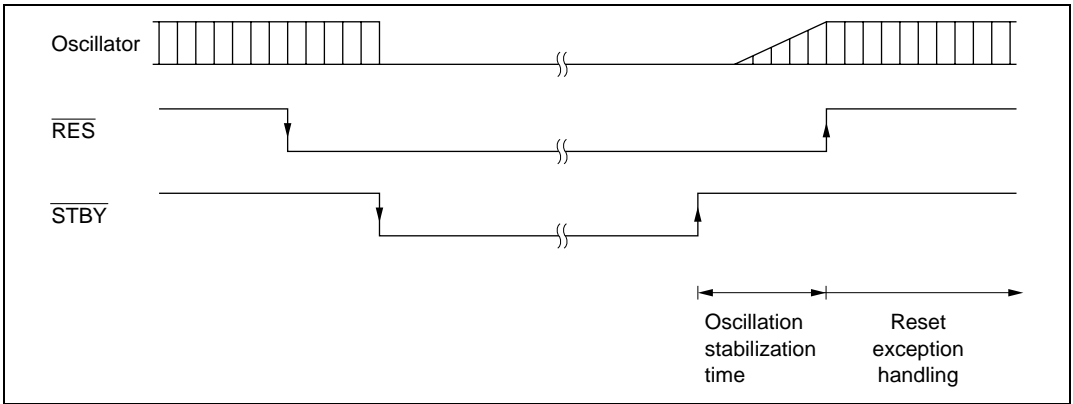 Oscillator
RES
STBY
Oscillation
stabilization
time
Reset
exception
handling